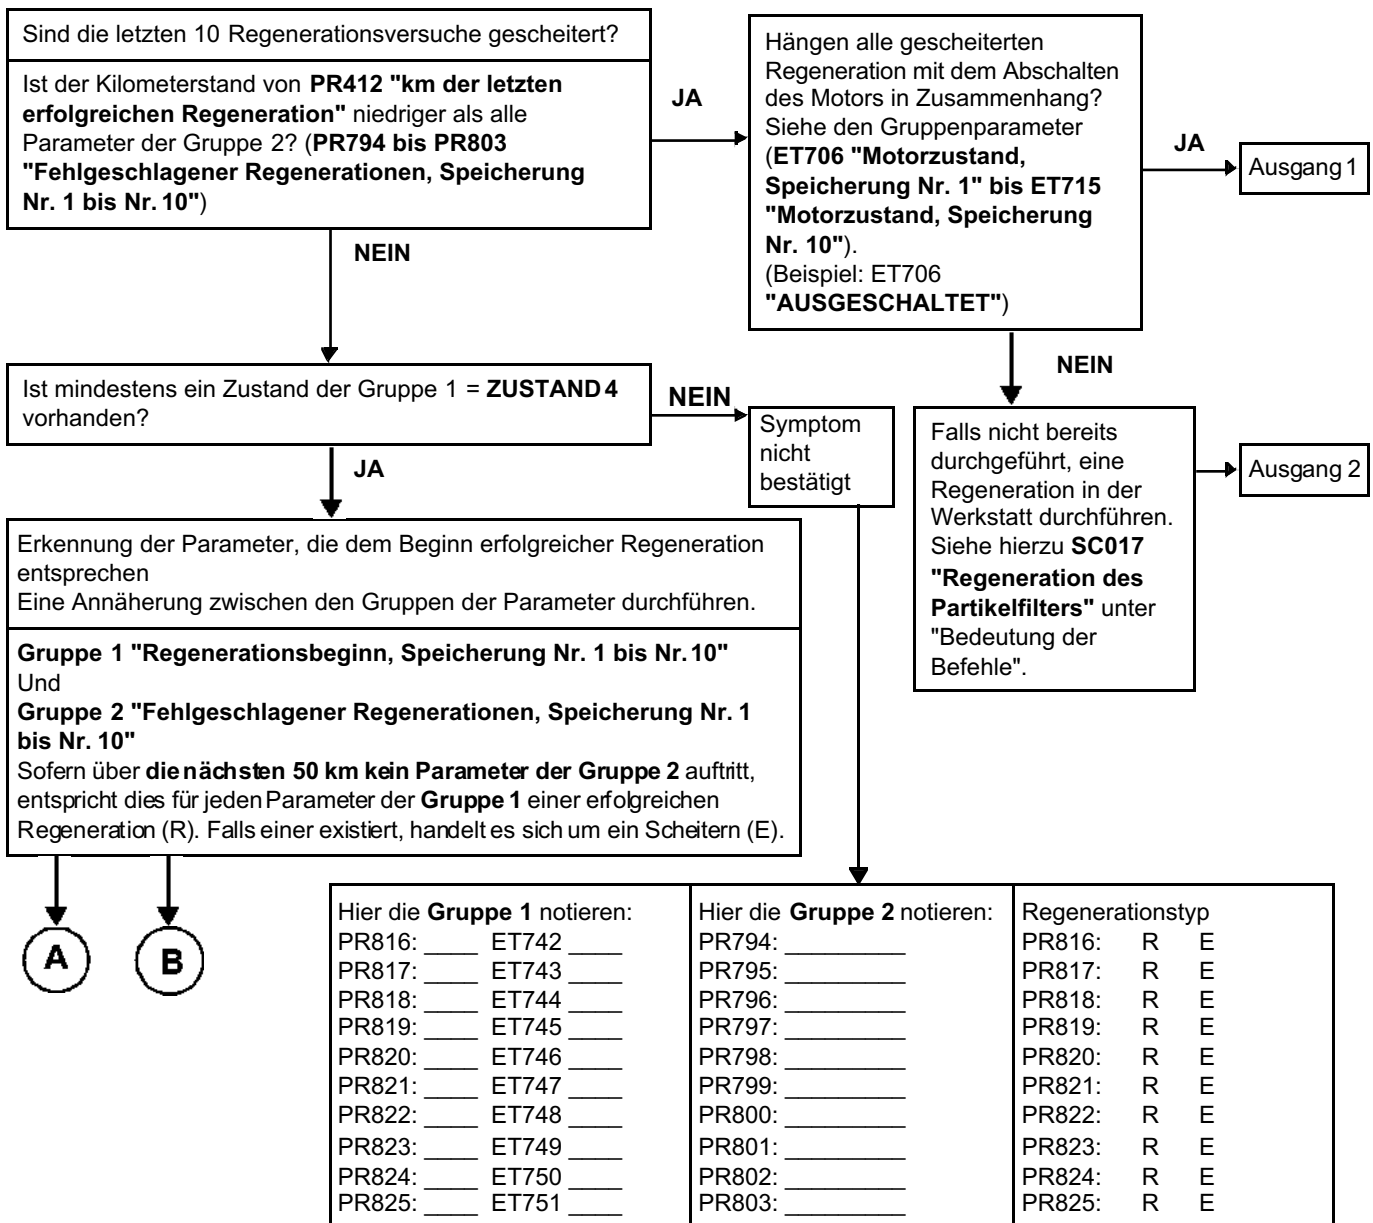 Sind die letzten 10 Regenerationsversuche gescheitert?
Ist der Kilometerstand von PR412 "km der letzten
erfolgreichen Regeneration" niedriger als alle
Parameter der Gruppe 2? (PR794 bis PR803
"Fehlgeschlagener Regenerationen, Speicherung
Nr. 1 bis Nr. 10")
JA
Hängen alle gescheiterten
Regeneration mit dem Abschalten
des Motors in Zusammenhang?
Siehe den Gruppenparameter
(ET706 "Motorzustand,
Speicherung Nr. 1" bis ET715
"Motorzustand, Speicherung
Nr. 10").
(Beispiel: ET706
"AUSGESCHALTET")
JA
Ausgang 1
NEIN
NEIN
Ist mindestens ein Zustand der Gruppe 1 = ZUSTAND 4
vorhanden?
NEIN
Symptom
nicht
bestätigt
Falls nicht bereits
durchgeführt, eine
Regeneration in der
Werkstatt durchführen.
Siehe hierzu SC017
"Regeneration des
Partikelfilters" unter
"Bedeutung der
Befehle".
Ausgang 2
JA
Erkennung der Parameter, die dem Beginn erfolgreicher Regeneration
entsprechen
Eine Annäherung zwischen den Gruppen der Parameter durchführen.
Gruppe 1 "Regenerationsbeginn, Speicherung Nr. 1 bis Nr. 10"
Und
Gruppe 2 "Fehlgeschlagener Regenerationen, Speicherung Nr. 1
bis Nr. 10"
Sofern über die nächsten 50 km kein Parameter der Gruppe 2 auftritt,
entspricht dies für jeden Parameter der Gruppe 1 einer erfolgreichen
Regeneration (R). Falls einer existiert, handelt es sich um ein Scheitern (E).
A
B
Hier die Gruppe 1 notieren:
PR816: ____ ET742 ____
PR817: ____ ET743 ____
PR818: ____ ET744 ____
PR819: ____ ET745 ____
PR820: ____ ET746 ____
PR821: ____ ET747 ____
PR822: ____ ET748 ____
PR823: ____ ET749 ____
PR824: ____ ET750 ____
PR825: ____ ET751 ____
Hier die Gruppe 2 notieren:
PR794: _________
PR795: _________
PR796: _________
PR797: _________
PR798: _________
PR799: _________
PR800: _________
PR801: _________
PR802: _________
PR803: _________
Regenerationstyp
PR816: R E
PR817: R E
PR818: R E
PR819: R E
PR820: R E
PR821: R E
PR822: R E
PR823: R E
PR824: R E
PR825: R E